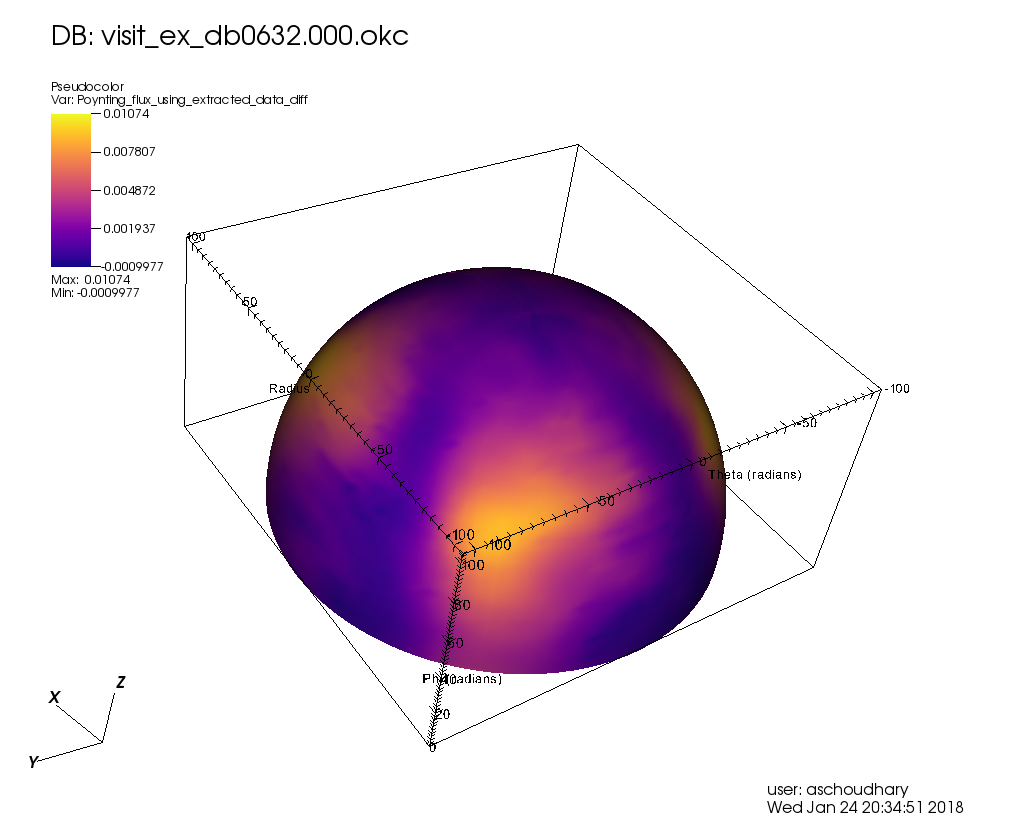 DB: visit_ex_db0632.000.okc
Pseudocolor
Var: Poynting_flux_using_extracted_data_diff
0.01074
0.007807
0.004872
0.001937
-0.0009977
Max: 0.01074
Min: -0.0009977
100
50
0
Radius
-50
-100
-100
-50
0
Theta (radians)
50
100
100
80
60
40
Phi (radians)
20
0
X
Z
Y
user: aschoudhary
Wed Jan 24 20:34:51 2018